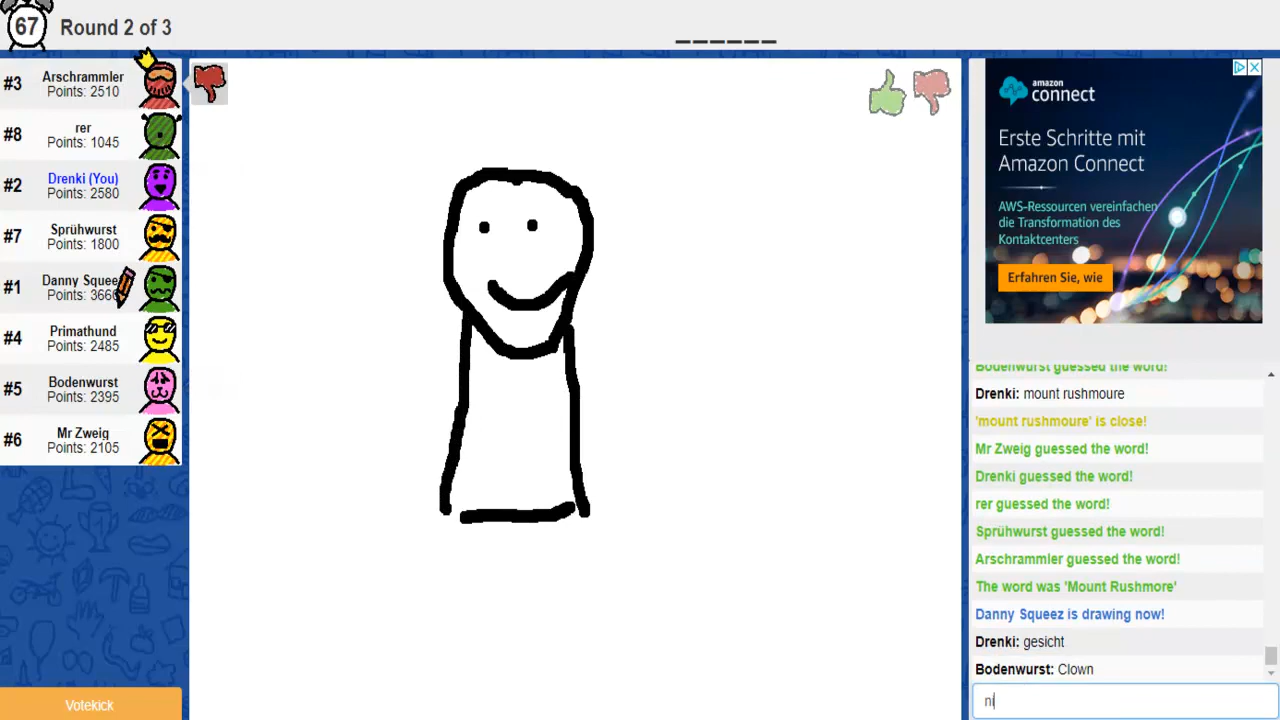 67
Round 2 of 3
______
#3
Arschrammler
Points: 2510
#8
rer
Points: 1045
#2
Drenki (You)
Points: 2580
#7
Sprühwurst
Points: 1800
#1
Danny Squee
Points: 3666
#4
Primathund
Points: 2485
#5
Bodenwurst
Points: 2395
#6
Mr Zweig
Points: 2105
Votekick
amazon
connect
Erste Schritte mit
Amazon Connect
AWS-Ressourcen vereinfachen
die Transformation des
Kontaktcenters
Erfahren Sie, wie
Bodenwurst guessed the word!
Drenki: mount rushmoure
'mount rushmoure' is close!
Mr Zweig guessed the word!
Drenki guessed the word!
rer guessed the word!
Sprühwurst guessed the word!
Arschrammler guessed the word!
The word was 'Mount Rushmore'
Danny Squeez is drawing now!
Drenki: gesicht
Bodenwurst: Clown
ni